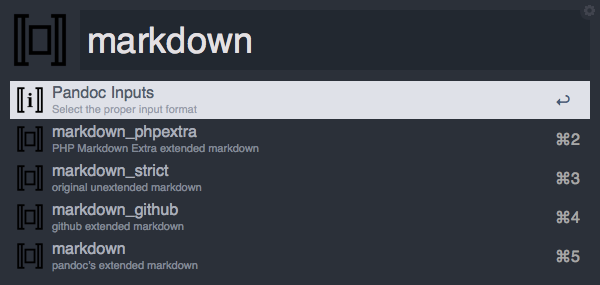 markdown
Pandoc Inputs
Select the proper input format
↩
markdown_phpextra
PHP Markdown Extra extended markdown
⌘2
markdown_strict
original unextended markdown
⌘3
markdown_github
github extended markdown
⌘4
markdown
pandoc's extended markdown
⌘5